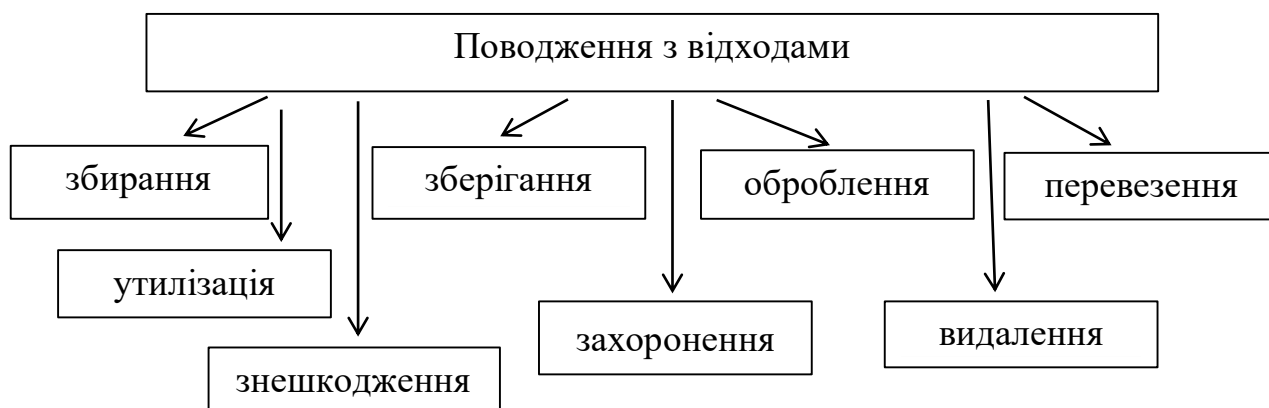 Поводження з відходами
збирання
зберігання
оброблення
перевезення
утилізація
захоронення
видалення
знешкодження